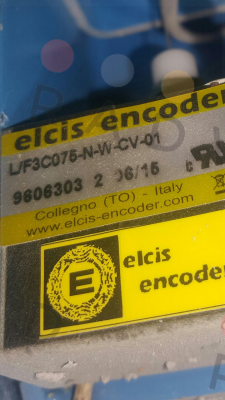 elcis encoder
L/F3C075-N-W-CV-01
9606303 2 06/15 c
Collegno (TO) - Italy
www.elcis-encoder.com
E
elcis
encoder